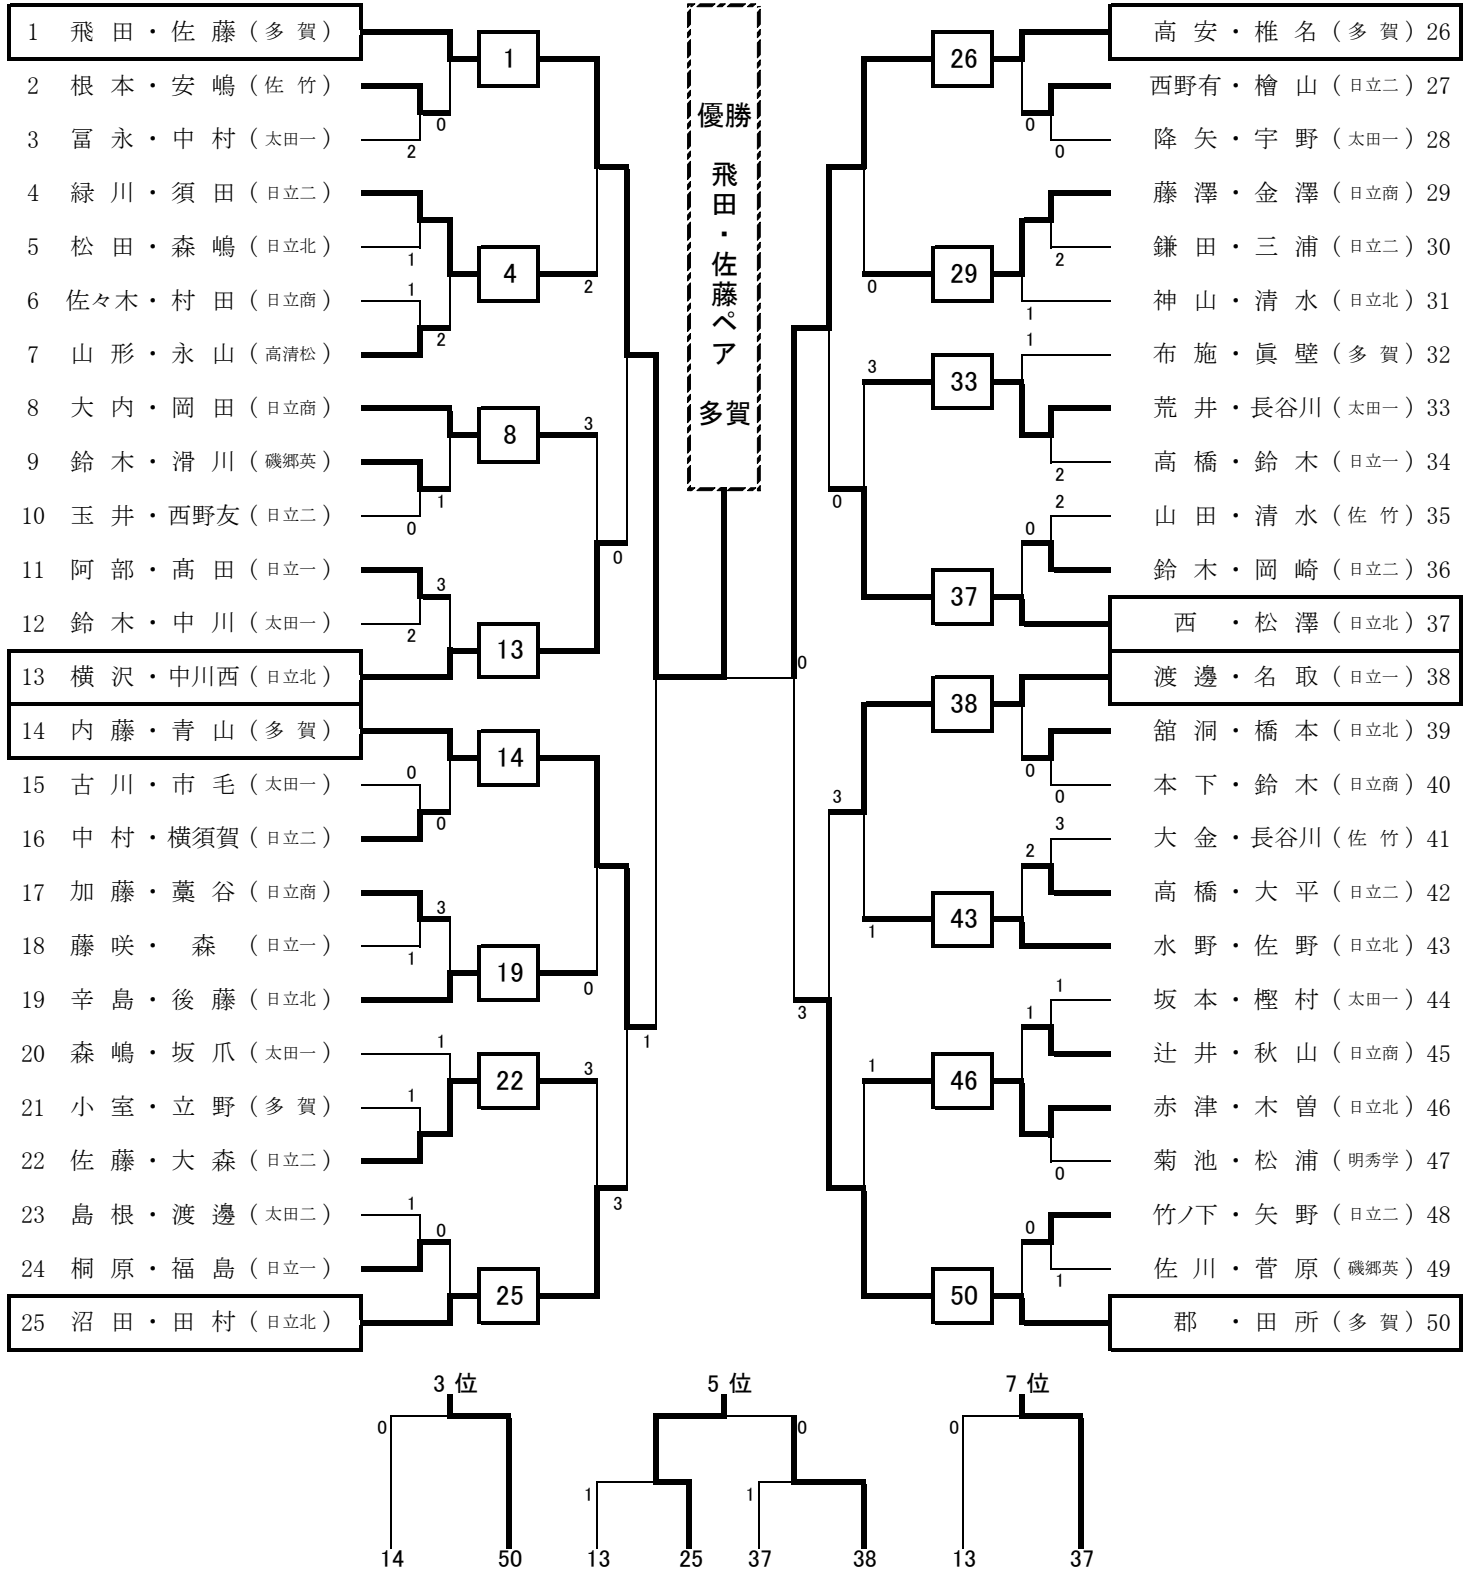 1 飛田・佐藤(多賀)
2 根本・安嶋(佐竹)
3 冨永・中村(太田一)
4 緑川・須田(日立二)
5 松田・森嶋(日立北)
6 佐々木・村田(日立商)
7 山形・永山(高清松)
8 大内・岡田(日立商)
9 鈴木・滑川(磯郷英)
10 玉井・西野友(日立二)
11 阿部・髙田(日立一)
12 鈴木・中川(太田一)
13 横沢・中川西(日立北)
14 内藤・青山(多賀)
15 古川・市毛(太田一)
16 中村・横須賀(日立二)
17 加藤・藁谷(日立商)
18 藤咲・森(日立一)
19 辛島・後藤(日立北)
20 森嶋・坂爪(太田一)
21 小室・立野(多賀)
22 佐藤・大森(日立二)
23 島根・渡邊(太田二)
24 桐原・福島(日立一)
25 沼田・田村(日立北)
0
2
1
1
2
1
0
3
2
0
0
3
1
1
1
1
0
1
4
8
13
14
19
22
25
2
3
0
3
0
3
1
優勝
飛田・佐藤ペア
多賀
0
3
0
3
0
3
1
1
26
29
33
37
38
43
46
50
0
0
2
1
1
2
2
0
0
0
3
2
1
1
0
0
1
高安・椎名(多賀)26
西野有・檜山(日立二)27
降矢・宇野(太田一)28
藤澤・金澤(日立商)29
鎌田・三浦(日立二)30
神山・清水(日立北)31
布施・眞壁(多賀)32
荒井・長谷川(太田一)33
高橋・鈴木(日立一)34
山田・清水(佐竹)35
鈴木・岡崎(日立二)36
西・松澤(日立北)37
渡邊・名取(日立一)38
舘洞・橋本(日立北)39
本下・鈴木(日立商)40
大金・長谷川(佐竹)41
高橋・大平(日立二)42
水野・佐野(日立北)43
坂本・樫村(太田一)44
辻井・秋山(日立商)45
赤津・木曽(日立北)46
菊池・松浦(明秀学)47
竹ノ下・矢野(日立二)48
佐川・菅原(磯郷英)49
郡・田所(多賀)50
3位
0
14 50
5位
0
1 1
13 25 37 38
7位
0
13 37